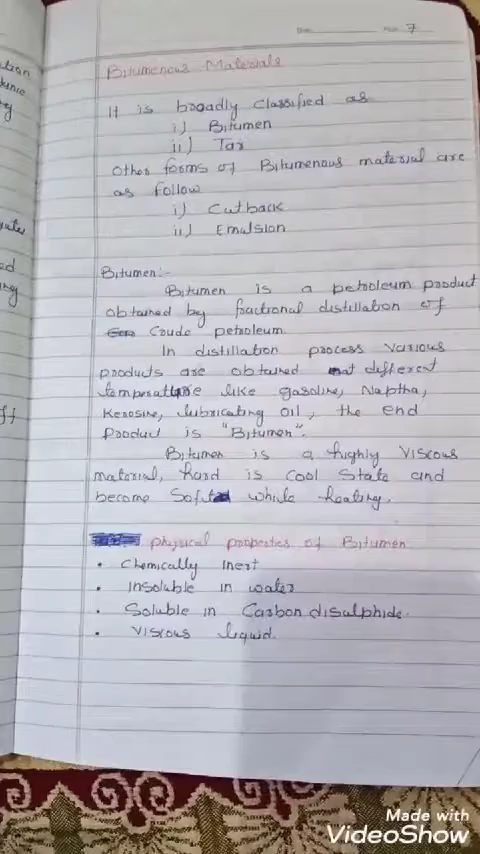 Date Page 7
Bitumenous Materials
It is broadly classified as
i) Bitumen
ii) Tar
Other forms of Bitumenous material are
as follow
i) Cutback
ii) Emulsion
Bitumen:-
Bitumen is a petroleum product
obtained by fractional distillation of
Crude petroleum.
In distillation process various
products are obtained at different
temperature like gasoline, Naptha,
Kerosine, lubricating oil, the end
product is "Bitumen".
Bitumen is a highly viscous
material, hard is cool state and
become soft while heating.
physical properties of Bitumen
• Chemically inert
• Insoluble in water
• Soluble in Carbon disulphide.
• Viscous liquid.
Made with
VideoShow